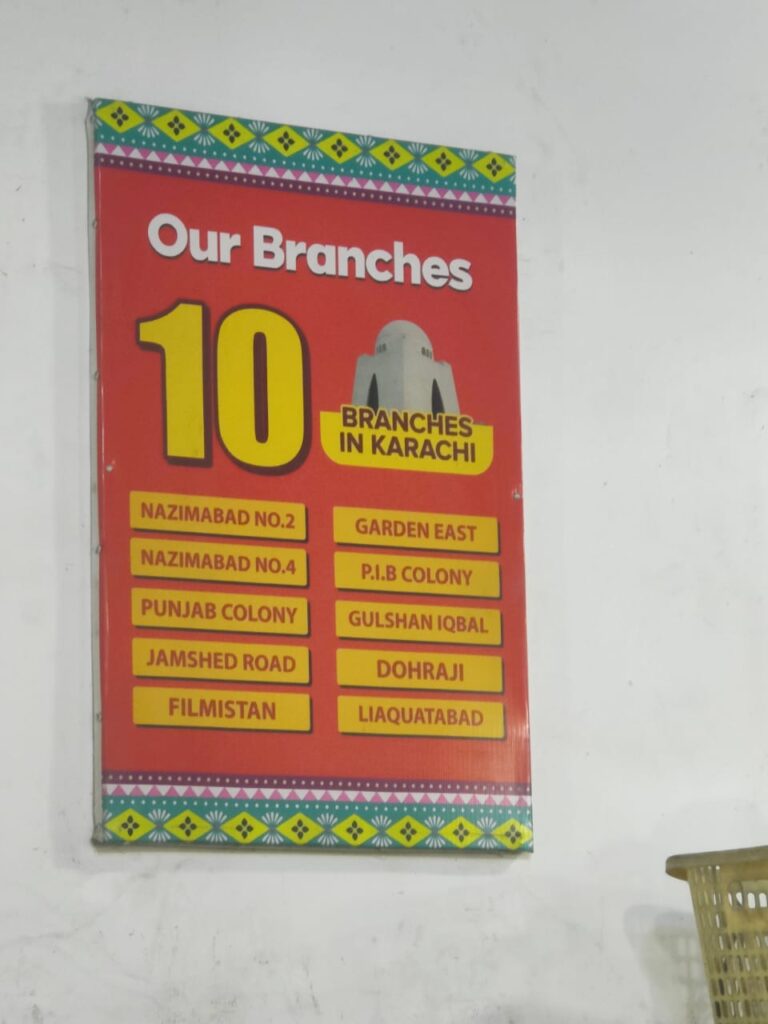 Our Branches
10
BRANCHES
IN KARACHI
NAZIMABAD NO.2
NAZIMABAD NO.4
PUNJAB COLONY
JAMSHED ROAD
FILMISTAN
GARDEN EAST
P.I.B COLONY
GULSHAN IQBAL
DOHRAJI
LIAQUATABAD